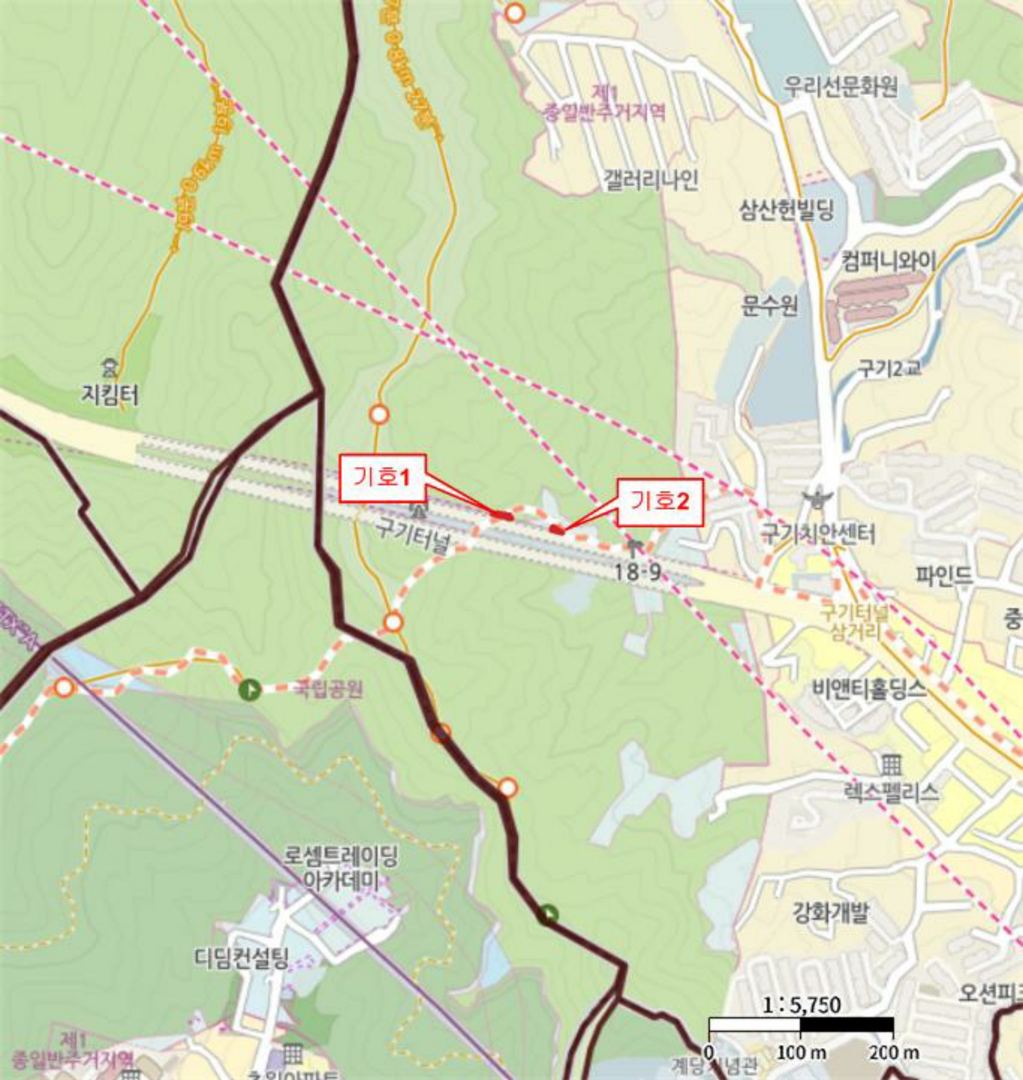 우리선문화원
제1
종일반주거지역
갤러리나인
삼산헌빌딩
컴퍼니와이
문수원
구기2교
지킴터
기호1
기호2
구기터널
18-9
구기치안센터
파인드
구기터널
삼거리
중
비앤티홀딩스
국립공원
렉스펠리스
로셈트레이딩
아카데미
강화개발
디딤컨설팅
오션피크
1:5,750
0 100 m 200 m
제1
종일반주거지역